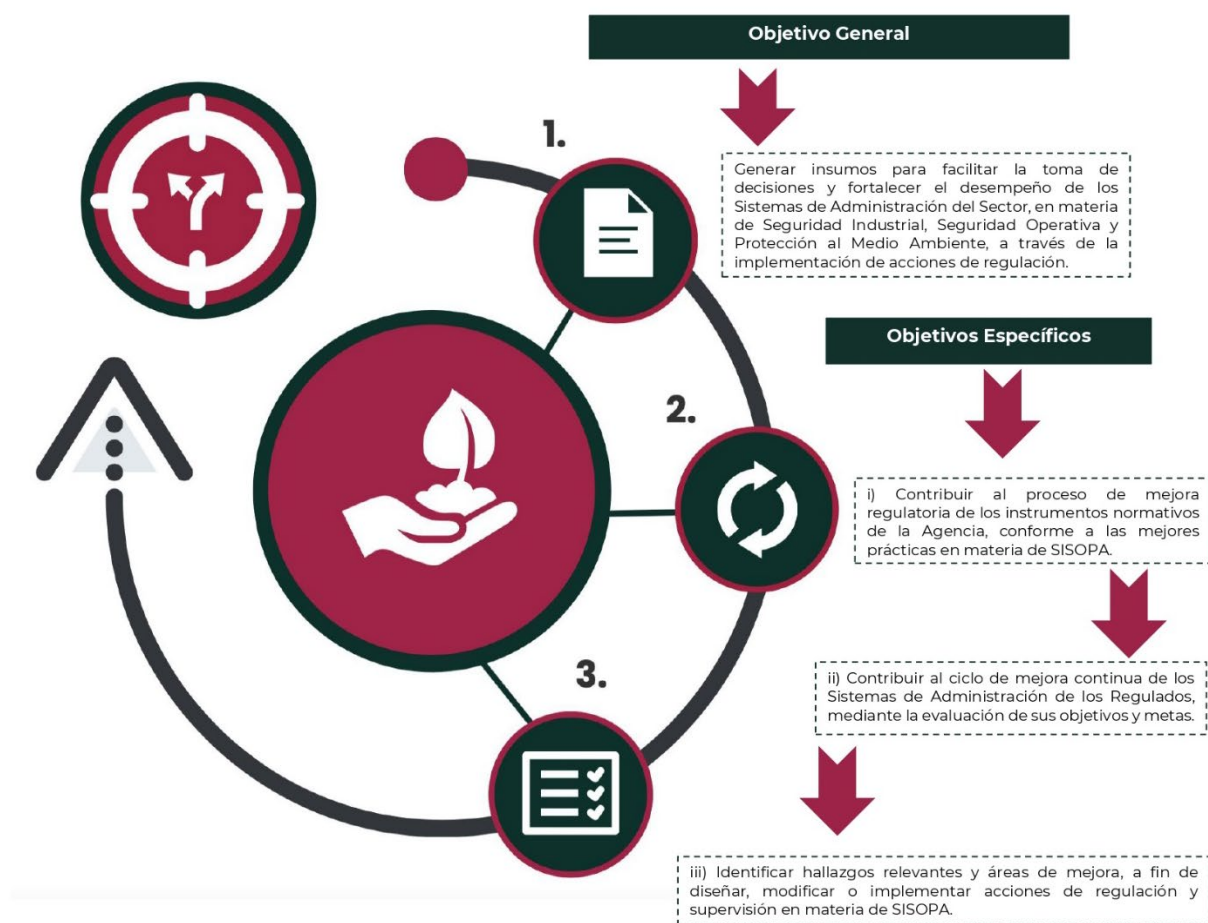 Objetivo General
1.
Generar insumos para facilitar la toma de
decisiones y fortalecer el desempeño de los
Sistemas de Administración del Sector, en materia
de Seguridad Industrial, Seguridad Operativa y
Protección al Medio Ambiente, a través de la
implementación de acciones de regulación.
Objetivos Específicos
2.
i) Contribuir al proceso de mejora
regulatoria de los instrumentos normativos
de la Agencia, conforme a las mejores
prácticas en materia de SISOPA.
3.
ii) Contribuir al ciclo de mejora continua de los
Sistemas de Administración de los Regulados,
mediante la evaluación de sus objetivos y metas.
iii) Identificar hallazgos relevantes y áreas de mejora, a fin de
diseñar, modificar o implementar acciones de regulación y
supervisión en materia de SISOPA.